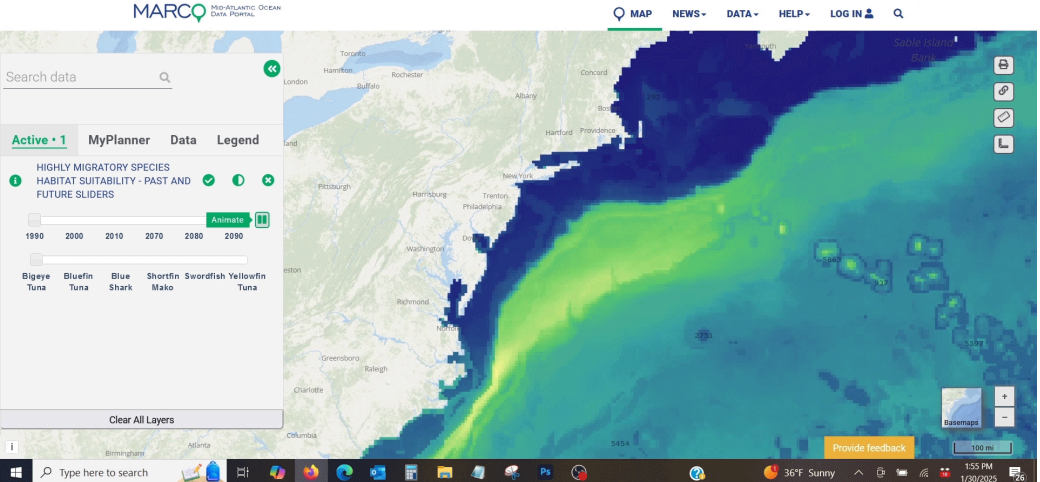 MARCO Mid-Atlantic Ocean Data Portal
MAP NEWS DATA HELP LOG IN
Search data
Active • 1 MyPlanner Data Legend
HIGHLY MIGRATORY SPECIES
HABITAT SUITABILITY - PAST AND
FUTURE SLIDERS
Animate
1990 2000 2010 2070 2080 2090
Bigeye Tuna Bluefin Tuna Blue Shark Shortfin Mako Swordfish Yellowfin Tuna
Clear All Layers
i
Toronto
Hamilton
London
Rochester
Buffalo
Albany
Concord
Hartford Providence
New York
Pittsburgh
Harrisburg
Trenton
Philadelphia
Washington
Richmond
Greensboro
Raleigh
Charlotte
Columbia
Atlanta
Birmingham
Sable Island
Bank
5454
Basemaps
+
−
Provide feedback
100 mi
Type here to search
Ps
36°F Sunny
1:55 PM
1/30/2025
26